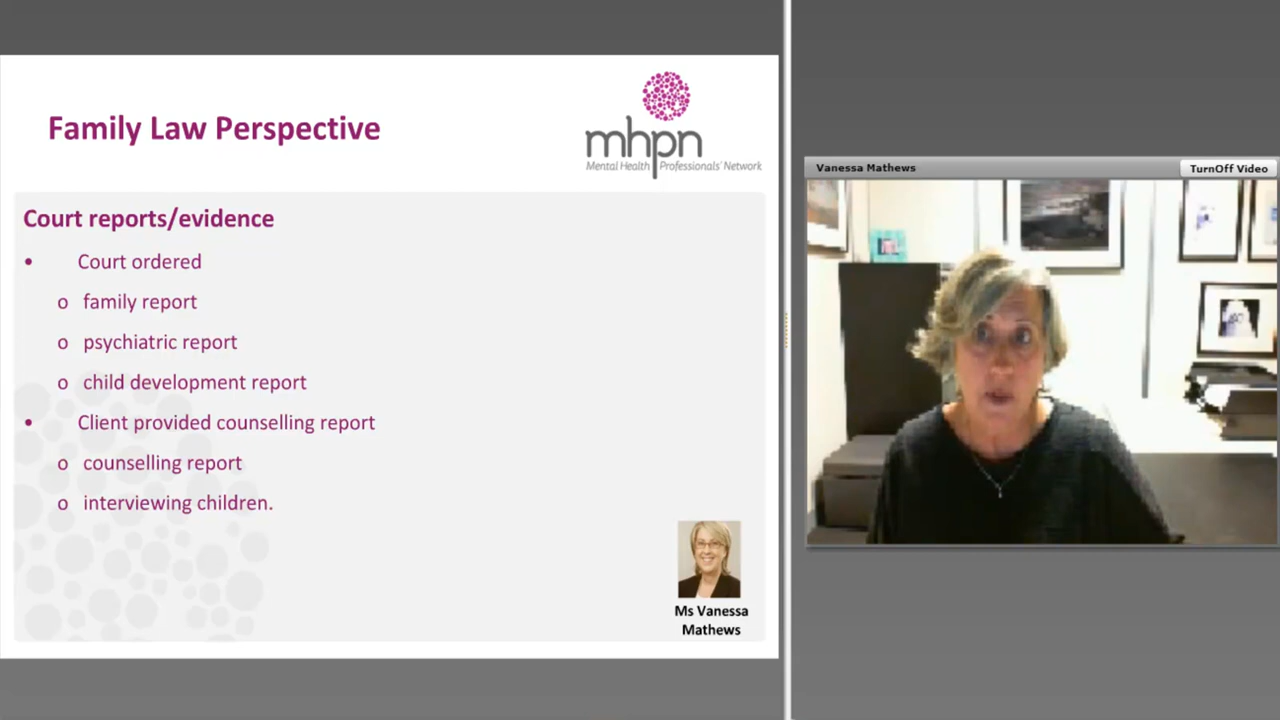 Family Law Perspective
mhpn
Mental Health Professionals' Network
Court reports/evidence
• Court ordered
o family report
o psychiatric report
o child development report
• Client provided counselling report
o counselling report
o interviewing children.
Ms Vanessa
Mathews
Vanessa Mathews
TurnOff Video